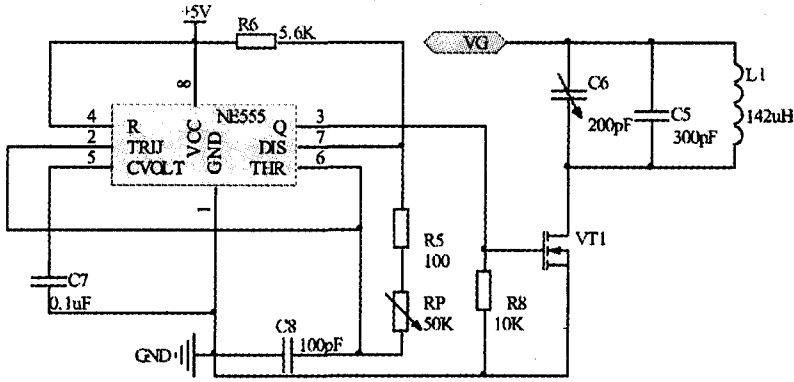 +5V
R6
5.6K
VG
8
NE555
4
R
VCC
GND
Q
3
2
TRIJ
DIS
7
5
CVOLT
THR
6
1
C6
200pF
C5
300pF
L1
142uH
C7
0.1uF
R5
100
RP
50K
VT1
R8
10K
C8
100pF
GND